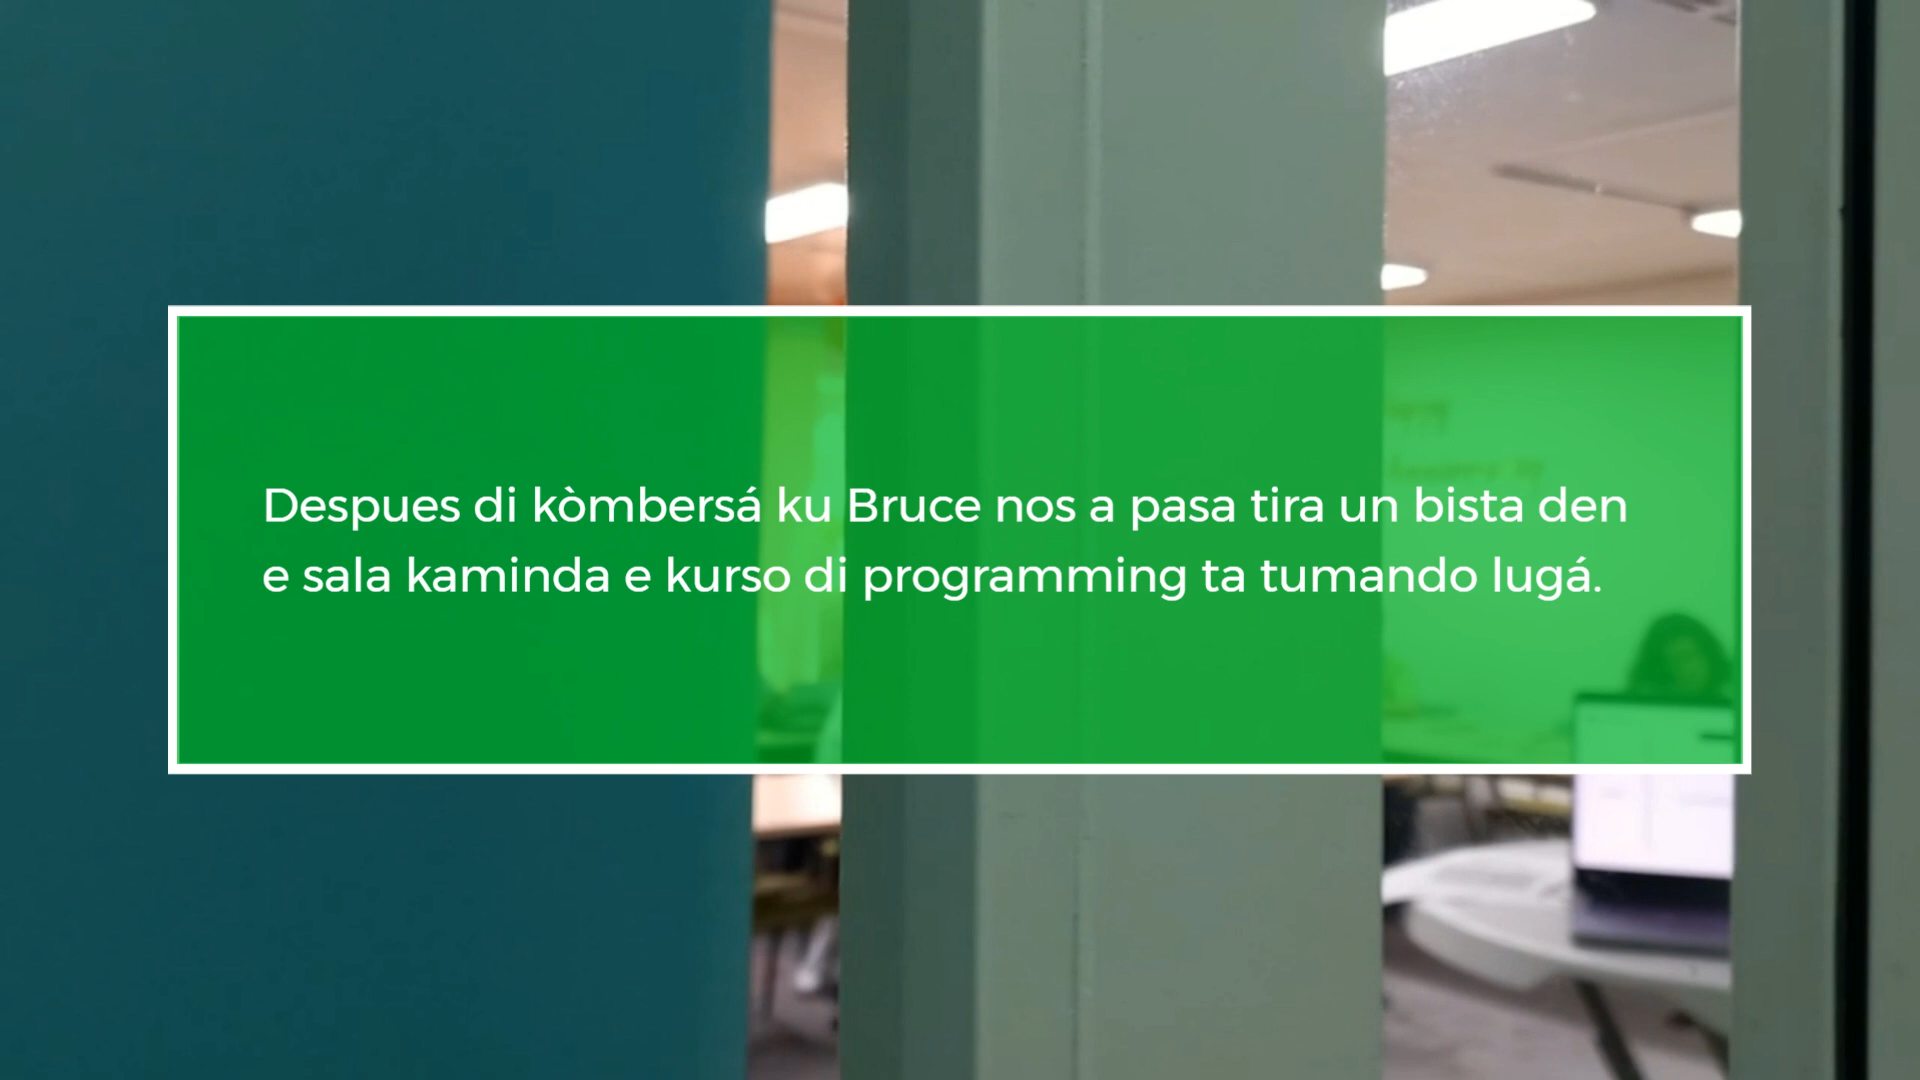 Despues di kòmbersá ku Bruce nos a pasa tira un bista den
e sala kaminda e kurso di programming ta tumando lugá.